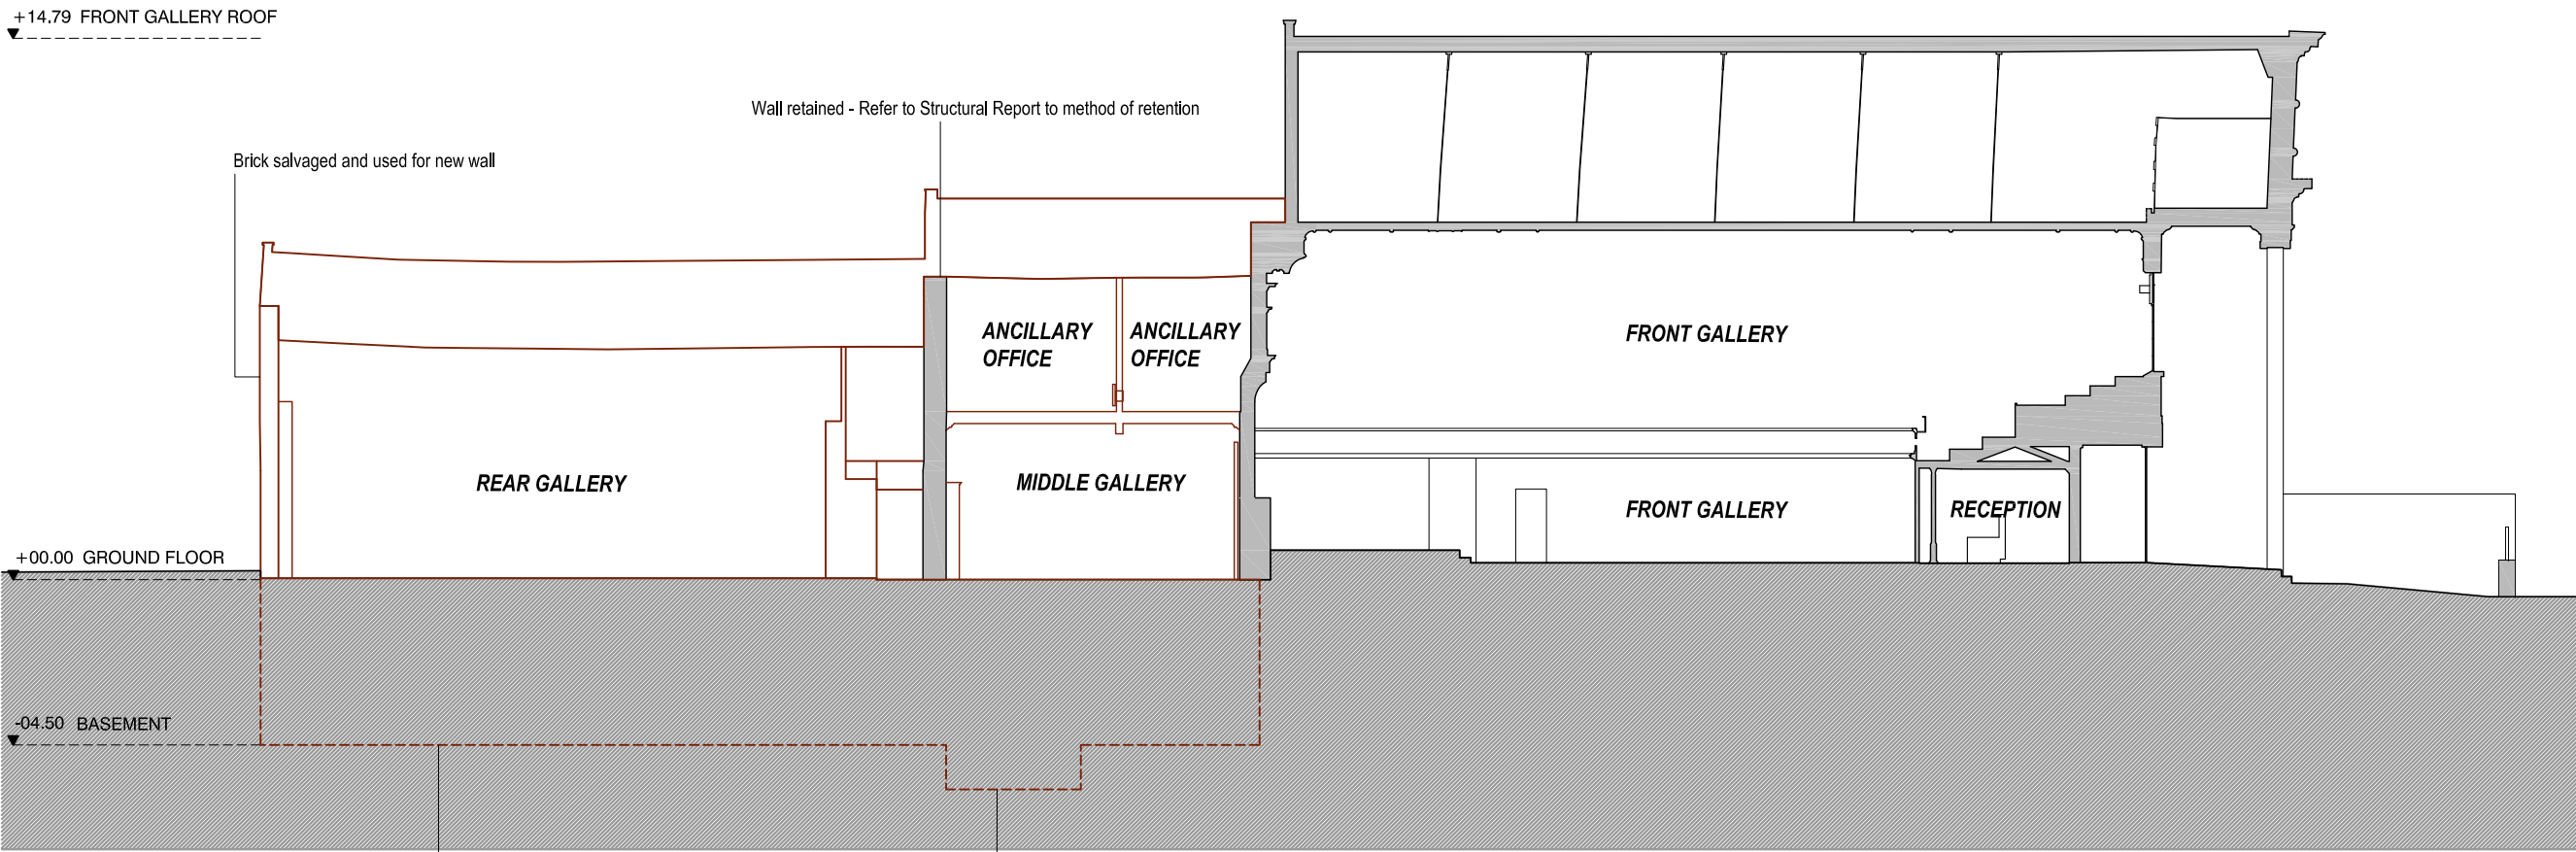 +14.79 FRONT GALLERY ROOF
Wall retained - Refer to Structural Report to method of retention
Brick salvaged and used for new wall
ANCILLARY
OFFICE
ANCILLARY
OFFICE
FRONT GALLERY
REAR GALLERY
MIDDLE GALLERY
FRONT GALLERY
RECEPTION
+00.00 GROUND FLOOR
-04.50 BASEMENT